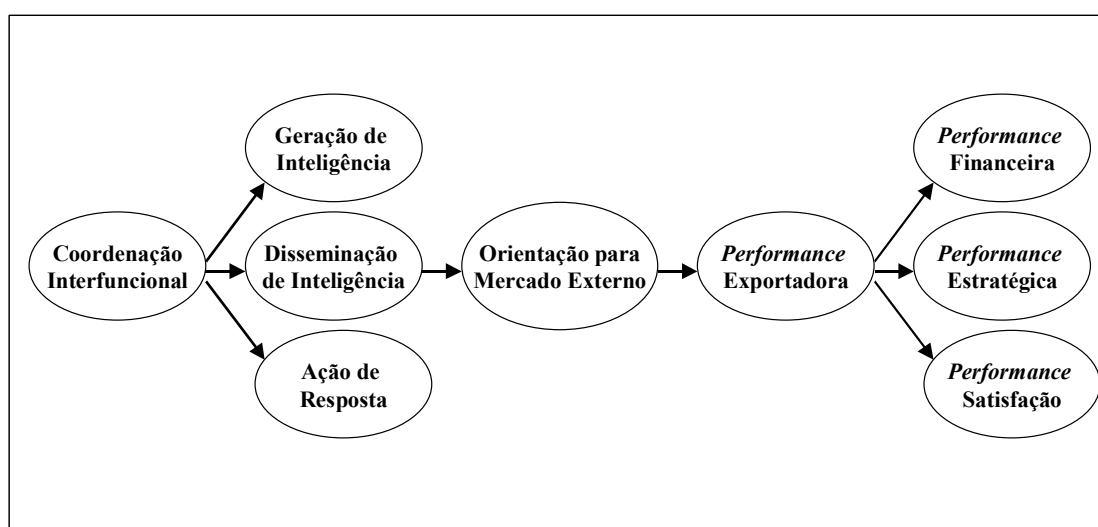 Geração de
Inteligência
Performance
Financeira
Coordenação
Interfuncional
Disseminação
de Inteligência
Orientação para
Mercado Externo
Performance
Exportadora
Performance
Estratégica
Ação de
Resposta
Performance
Satisfação